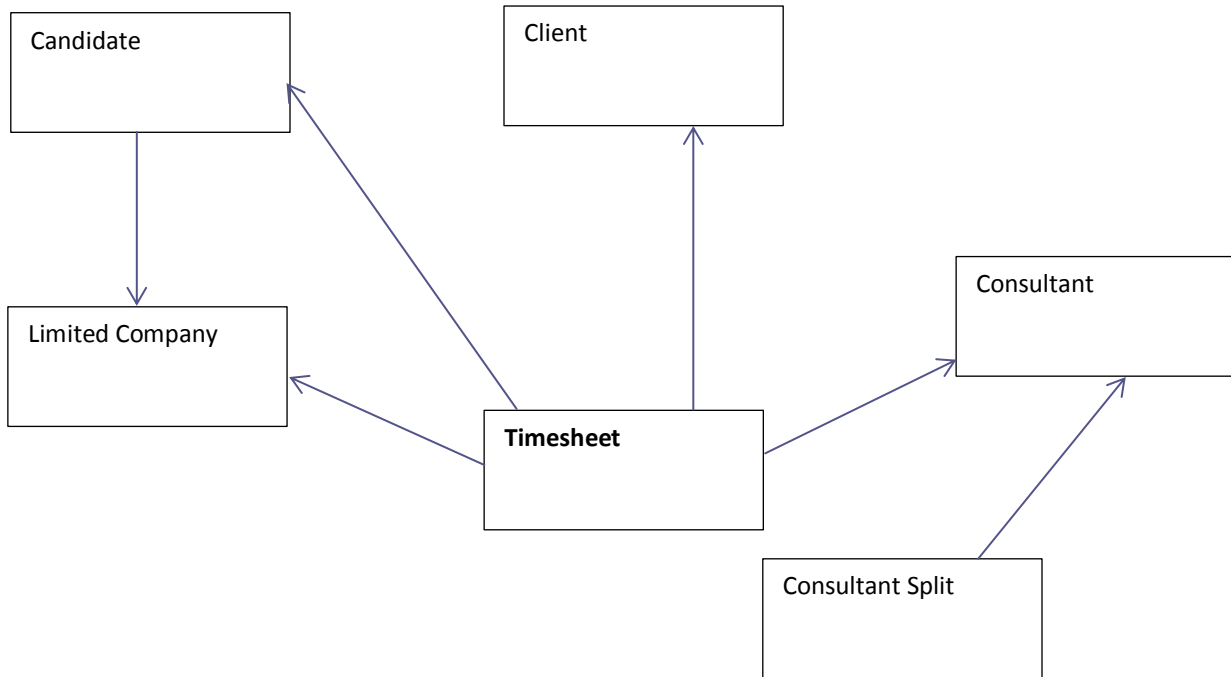 Candidate
Client
Consultant
Limited Company
Timesheet
Consultant Split